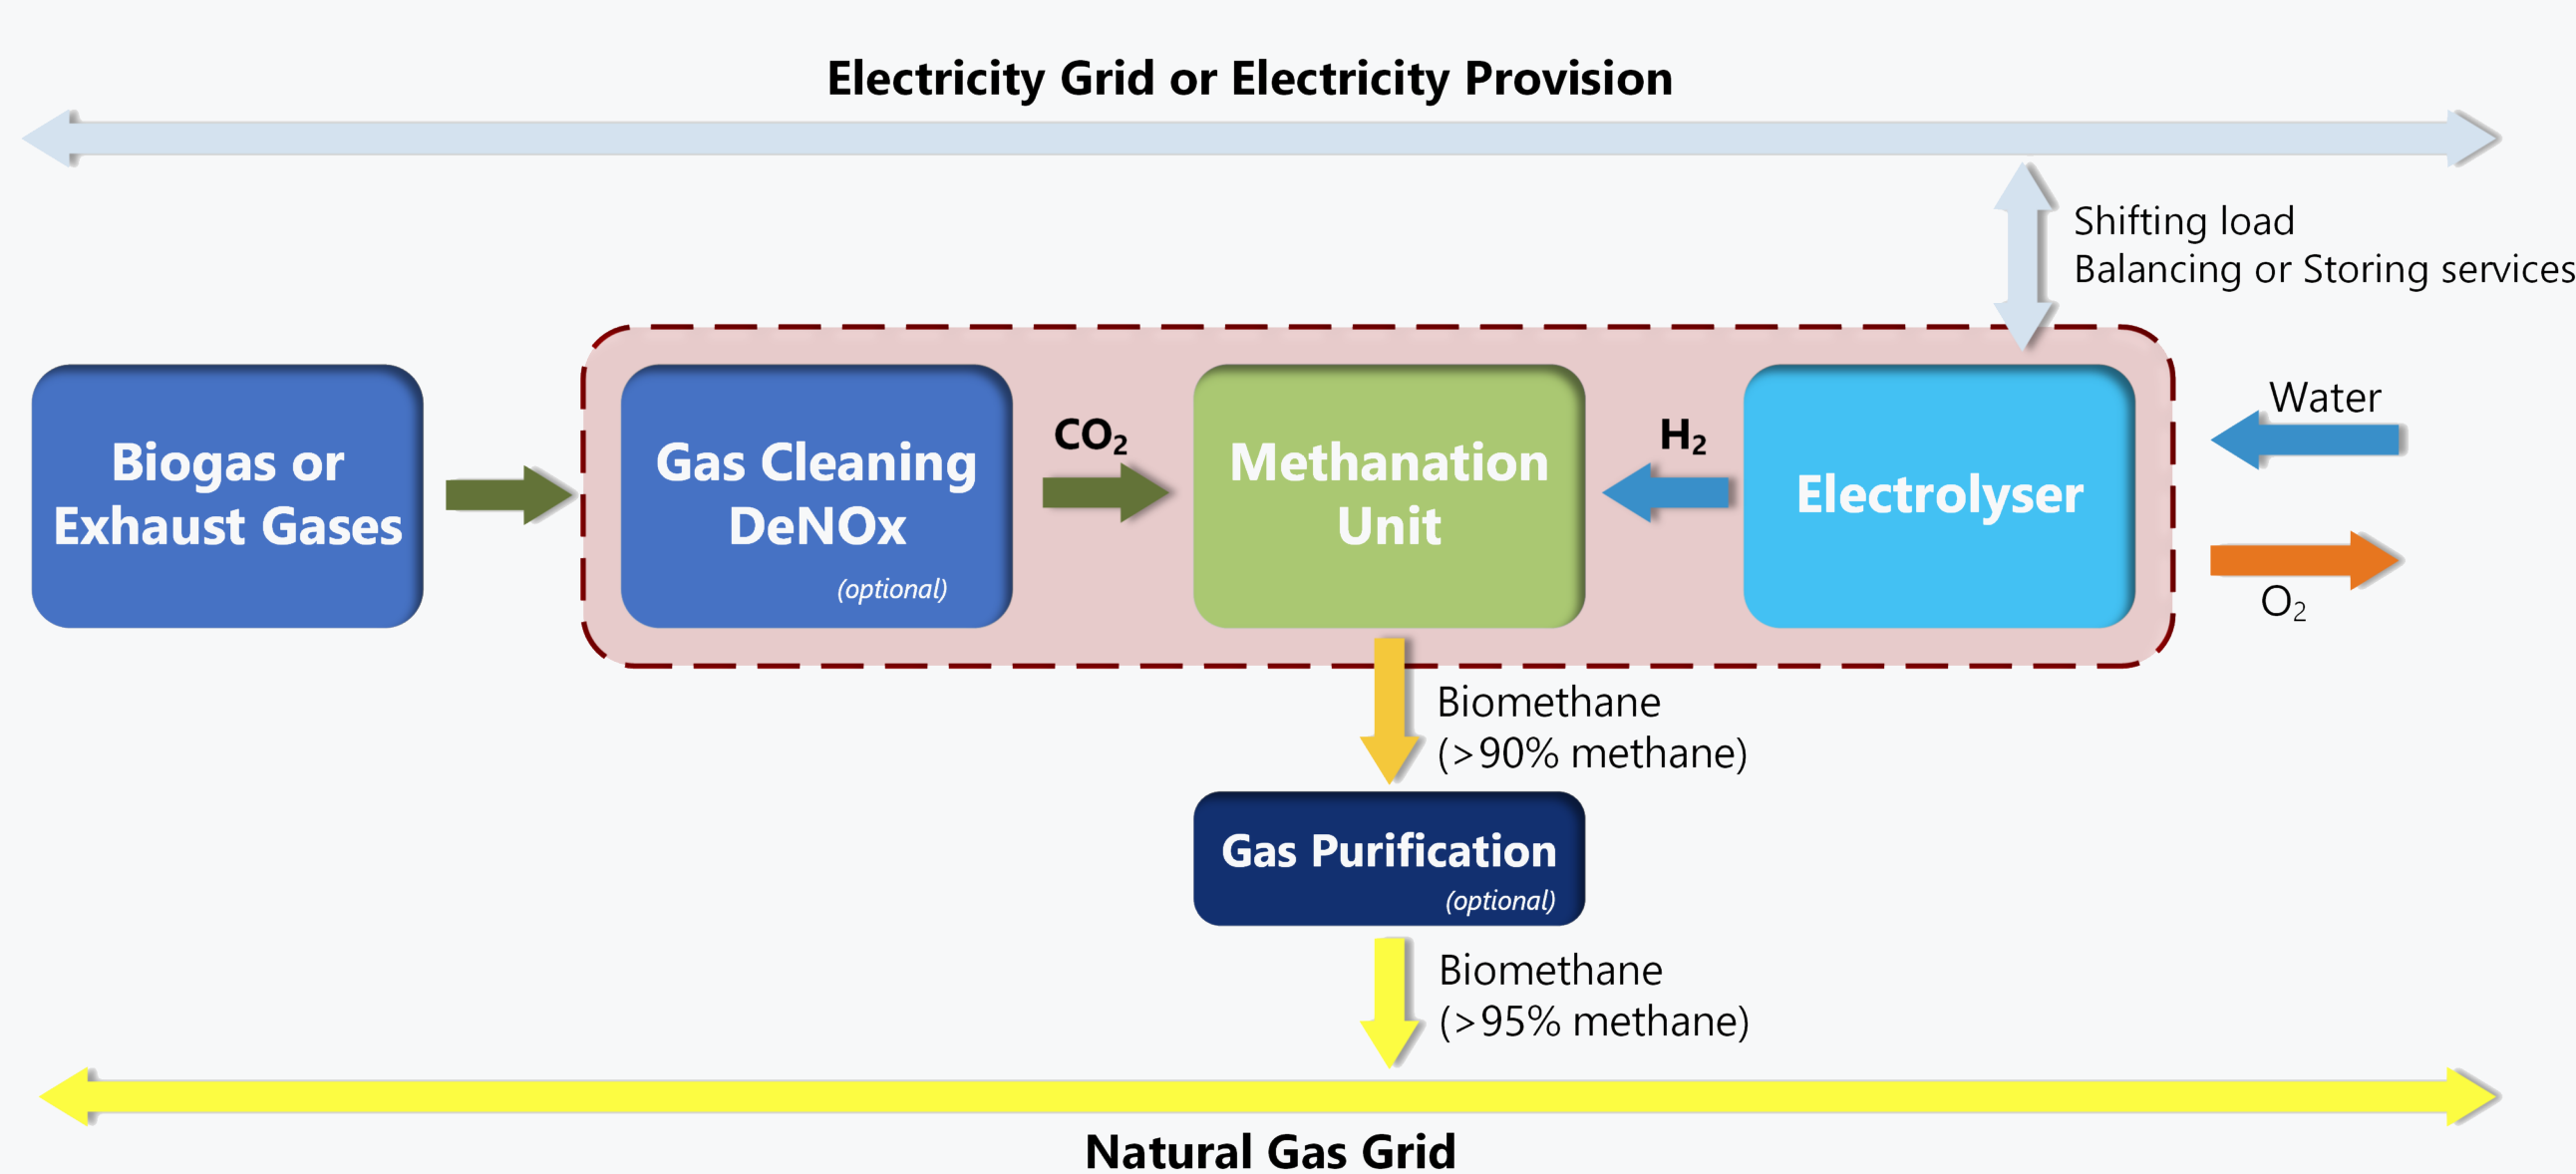 Electricity Grid or Electricity Provision
Shifting load
Balancing or Storing services
Biogas or
Exhaust Gases
Gas Cleaning
DeNOx
(optional)
CO₂
Methanation
Unit
H₂
Electrolyser
Water
O₂
Biomethane
(>90% methane)
Gas Purification
(optional)
Biomethane
(>95% methane)
Natural Gas Grid